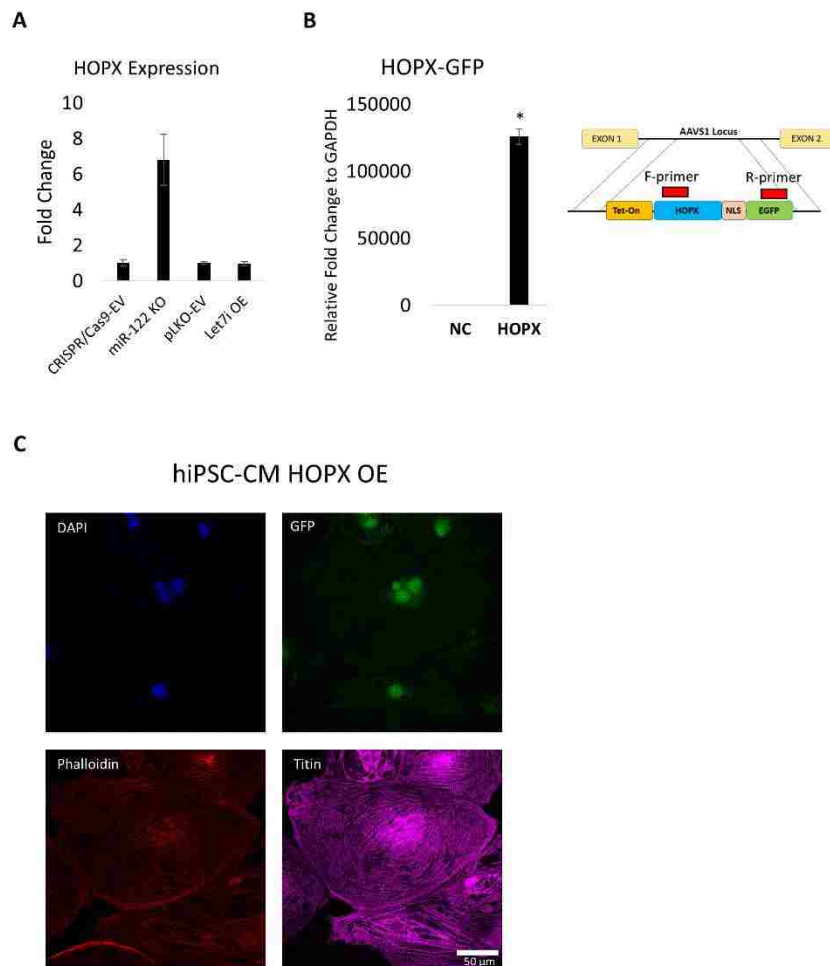 A
HOPX Expression
Fold Change
10
8
6
4
2
0
CRISPR/Cas9-EV
miR-122 KO
pLKO-EV
Let7i OE
B
HOPX-GFP
Relative Fold Change to GAPDH
150000
100000
50000
0
*
NC
HOPX
AAVS1 Locus
EXON 1
EXON 2
F-primer
R-primer
Tet-On
HOPX
NLS
EGFP
C
hiPSC-CM HOPX OE
DAPI
GFP
Phalloidin
Titin
50 µm